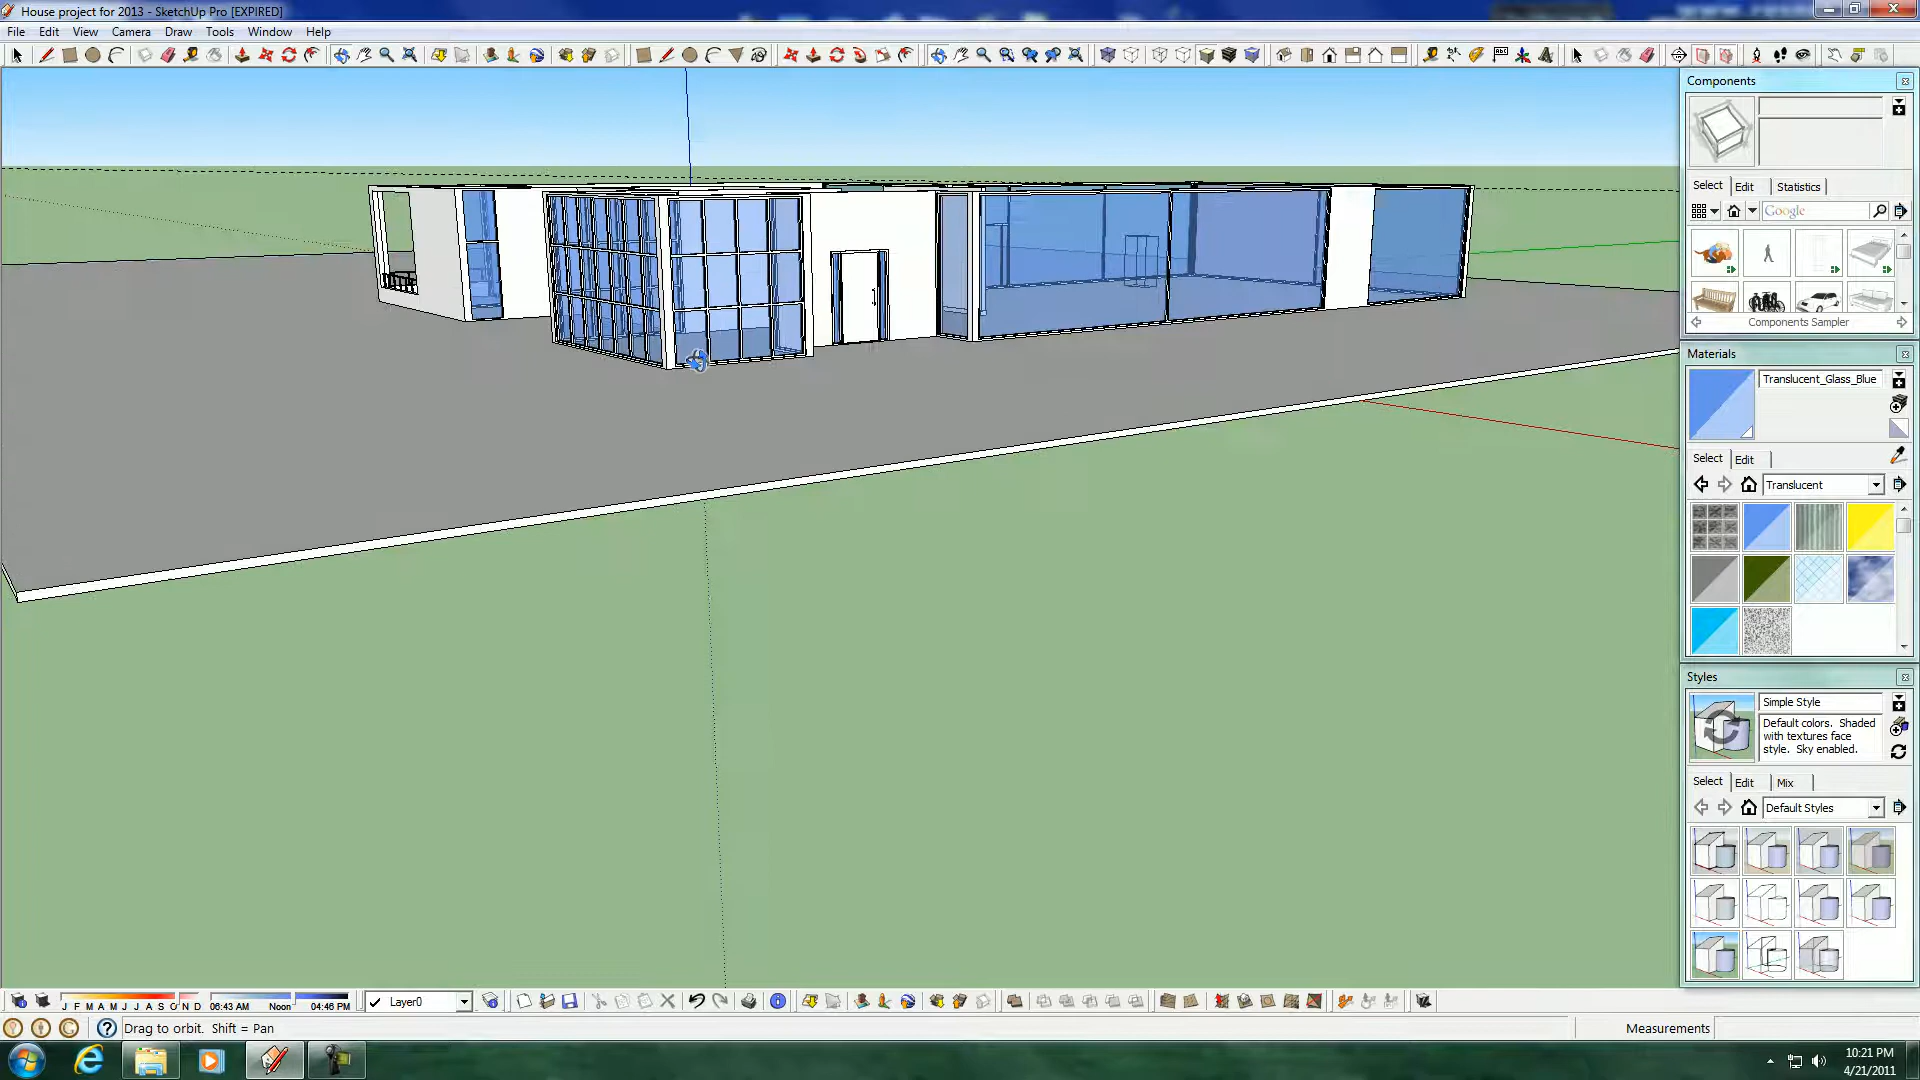 House project for 2013 - SketchUp Pro [EXPIRED]
File Edit View Camera Draw Tools Window Help
Components
Select Edit Statistics
Google
Components Sampler
Materials
Translucent_Glass_Blue
Select Edit
Translucent
Styles
Simple Style
Default colors. Shaded
with textures face
style. Sky enabled.
Select Edit Mix
Default Styles
J F M A M J J A S O N D
06:43 AM Noon 04:46 PM
Layer0
Drag to orbit. Shift = Pan
Measurements
10:21 PM
4/21/2011